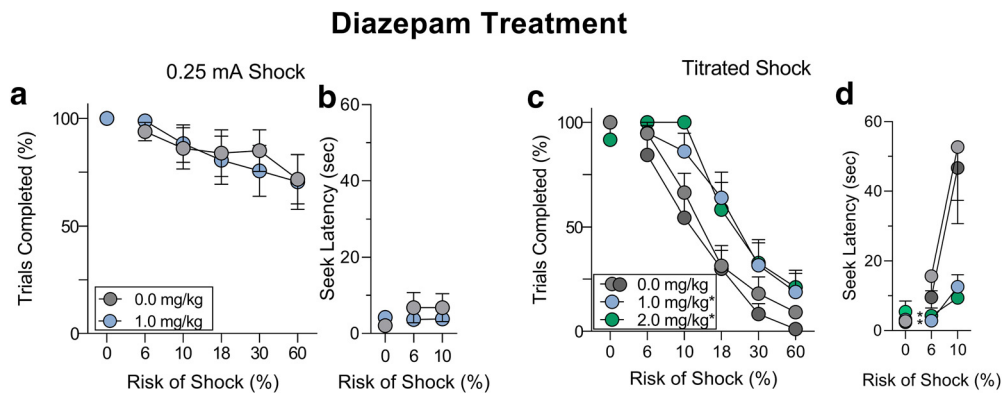 Diazepam Treatment
0.25 mA Shock
Titrated Shock
a
b
c
d
Trials Completed (%)
100
50
0
0 6 10 18 30 60
Risk of Shock (%)
0.0 mg/kg
1.0 mg/kg
Seek Latency (sec)
60
40
20
0
0 6 10
Risk of Shock (%)
Trials Completed (%)
100
50
0
0 6 10 18 30 60
Risk of Shock (%)
0.0 mg/kg
1.0 mg/kg*
2.0 mg/kg*
Seek Latency (sec)
60
40
20
0
*
*
0 6 10
Risk of Shock (%)